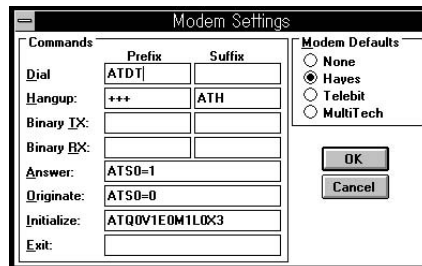 Modem Settings
Commands
Prefix Suffix
Dial ATDT
Hangup: +++ ATH
Binary TX:
Binary RX:
Answer: ATS0=1
Originate: ATS0=0
Initialize: ATQ0V1E0M1L0X3
Exit:
Modem Defaults
None
Hayes
Telebit
MultiTech
OK
Cancel